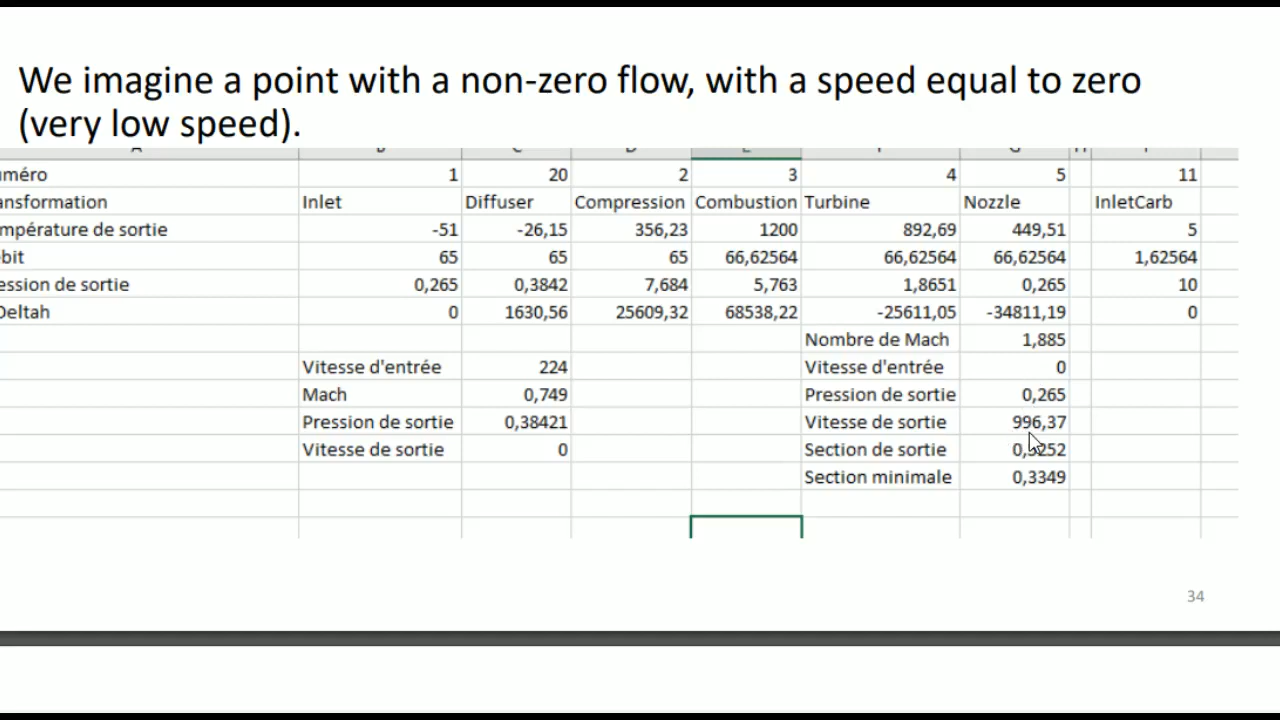 We imagine a point with a non-zero flow, with a speed equal to zero
(very low speed).
uméro 1 20 2 3 4 5 11
ansformation Inlet Diffuser Compression Combustion Turbine Nozzle InletCarb
mpérature de sortie -51 -26,15 356,23 1200 892,69 449,51 5
bit 65 65 65 66,62564 66,62564 66,62564 1,62564
ession de sortie 0,265 0,3842 7,684 5,763 1,8651 0,265 10
Deltah 0 1630,56 25609,32 68538,22 -25611,05 -34811,19 0
Nombre de Mach 1,885
Vitesse d'entrée 224 Vitesse d'entrée 0
Mach 0,749 Pression de sortie 0,265
Pression de sortie 0,38421 Vitesse de sortie 996,37
Vitesse de sortie 0 Section de sortie
Section minimale 0,3349
34